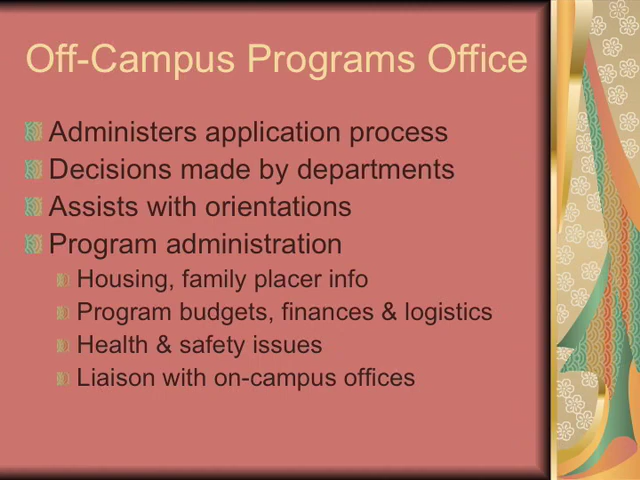 Off-Campus Programs Office
Administers application process
Decisions made by departments
Assists with orientations
Program administration
Housing, family placer info
Program budgets, finances & logistics
Health & safety issues
Liaison with on-campus offices